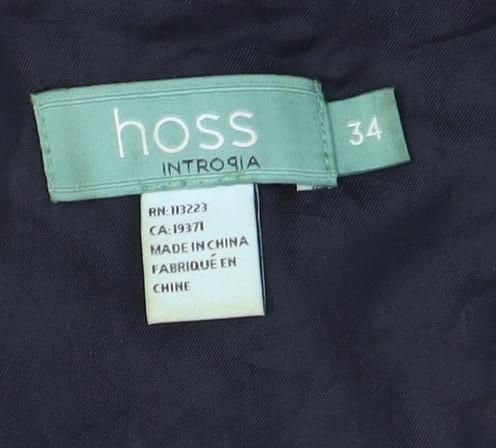 hoss
INTROPIA
34
RN: 113223
CA: 19371
MADE IN CHINA
FABRIQUÉ EN
CHINE